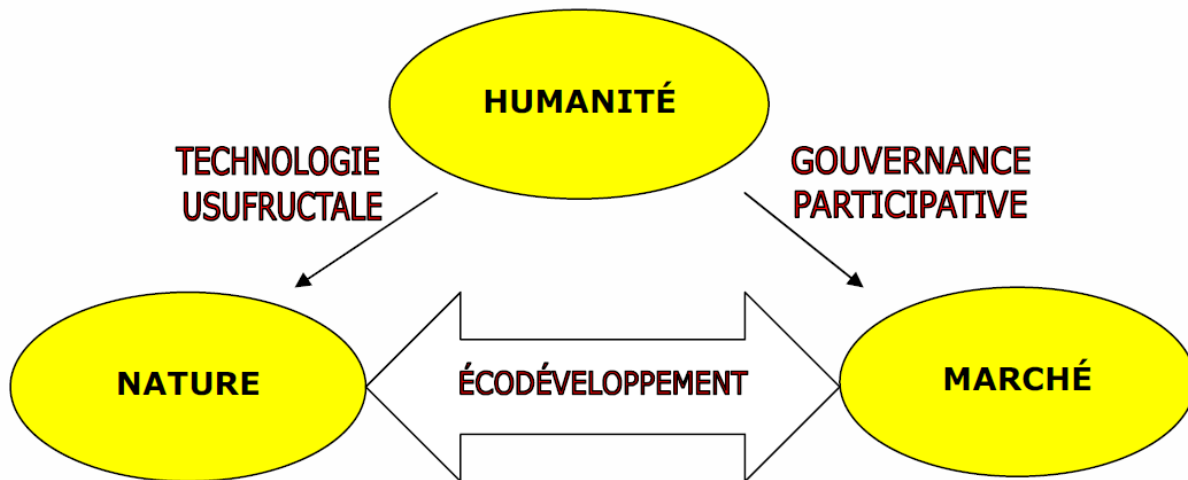 HUMANITÉ
TECHNOLOGIE
USUFRUCTALE
GOUVERNANCE
PARTICIPATIVE
NATURE
ÉCODÉVELOPPEMENT
MARCHÉ